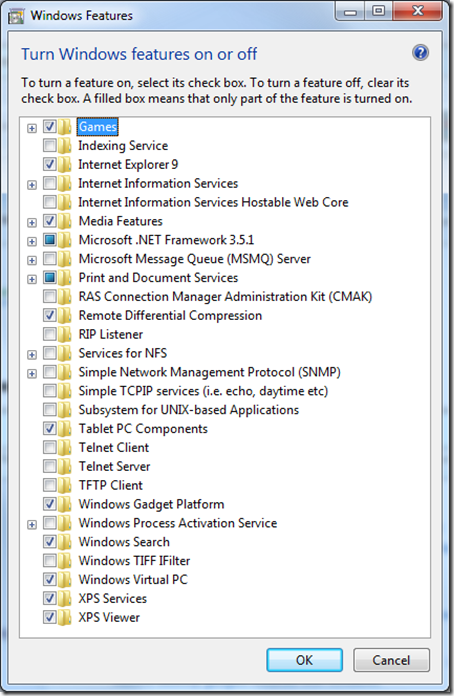 Windows Features
Turn Windows features on or off
To turn a feature on, select its check box. To turn a feature off, clear its
check box. A filled box means that only part of the feature is turned on.
Games
Indexing Service
Internet Explorer 9
Internet Information Services
Internet Information Services Hostable Web Core
Media Features
Microsoft .NET Framework 3.5.1
Microsoft Message Queue (MSMQ) Server
Print and Document Services
RAS Connection Manager Administration Kit (CMAK)
Remote Differential Compression
RIP Listener
Services for NFS
Simple Network Management Protocol (SNMP)
Simple TCPIP services (i.e. echo, daytime etc)
Subsystem for UNIX-based Applications
Tablet PC Components
Telnet Client
Telnet Server
TFTP Client
Windows Gadget Platform
Windows Process Activation Service
Windows Search
Windows TIFF IFilter
Windows Virtual PC
XPS Services
XPS Viewer
OK
Cancel